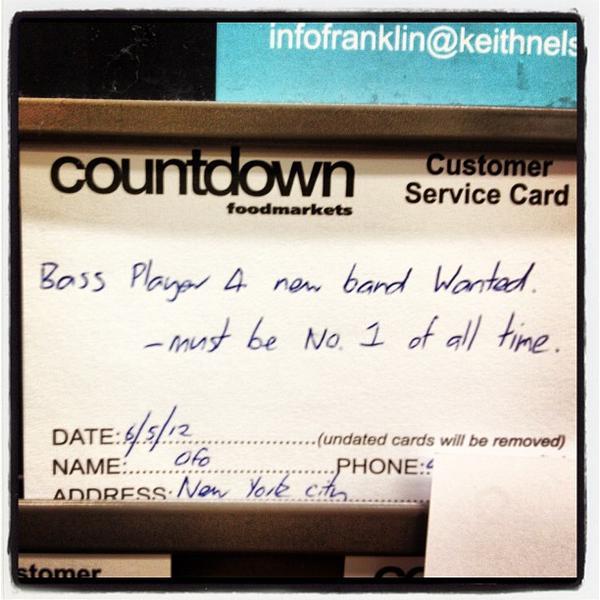 infofranklin@keithnels
countdown
foodmarkets
Customer
Service Card
Bass Player 4 new band Wanted.
-must be No. 1 of all time.
DATE: 6/5/12 (undated cards will be removed)
NAME: Ofo PHONE:
ADDRESS: New York city
stomer